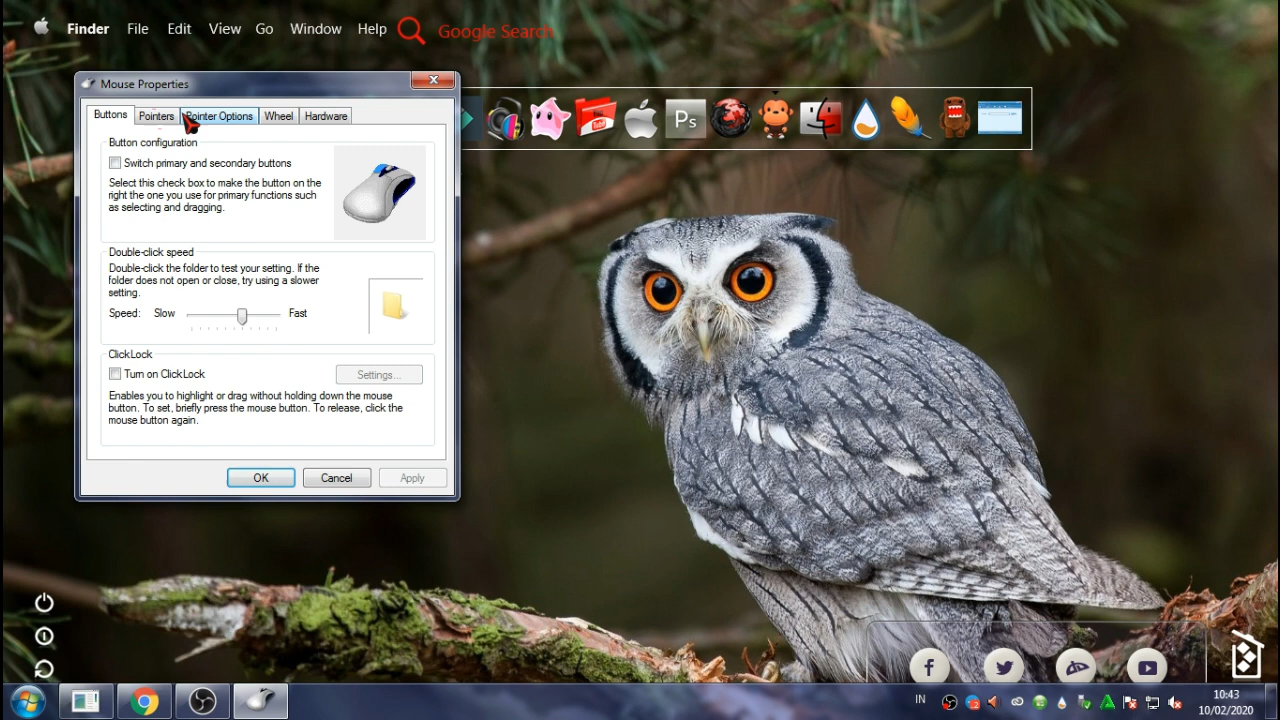 Finder File Edit View Go Window Help Google Search
Mouse Properties
Buttons Pointers Pointer Options Wheel Hardware
Button configuration
Switch primary and secondary buttons
Select this check box to make the button on the
right the one you use for primary functions such
as selecting and dragging.
Double-click speed
Double-click the folder to test your setting. If the
folder does not open or close, try using a slower
setting.
Speed: Slow Fast
ClickLock
Turn on ClickLock Settings...
Enables you to highlight or drag without holding down the mouse
button. To set, briefly press the mouse button. To release, click the
mouse button again.
OK Cancel Apply
Ps
IN
10:43
10/02/2020